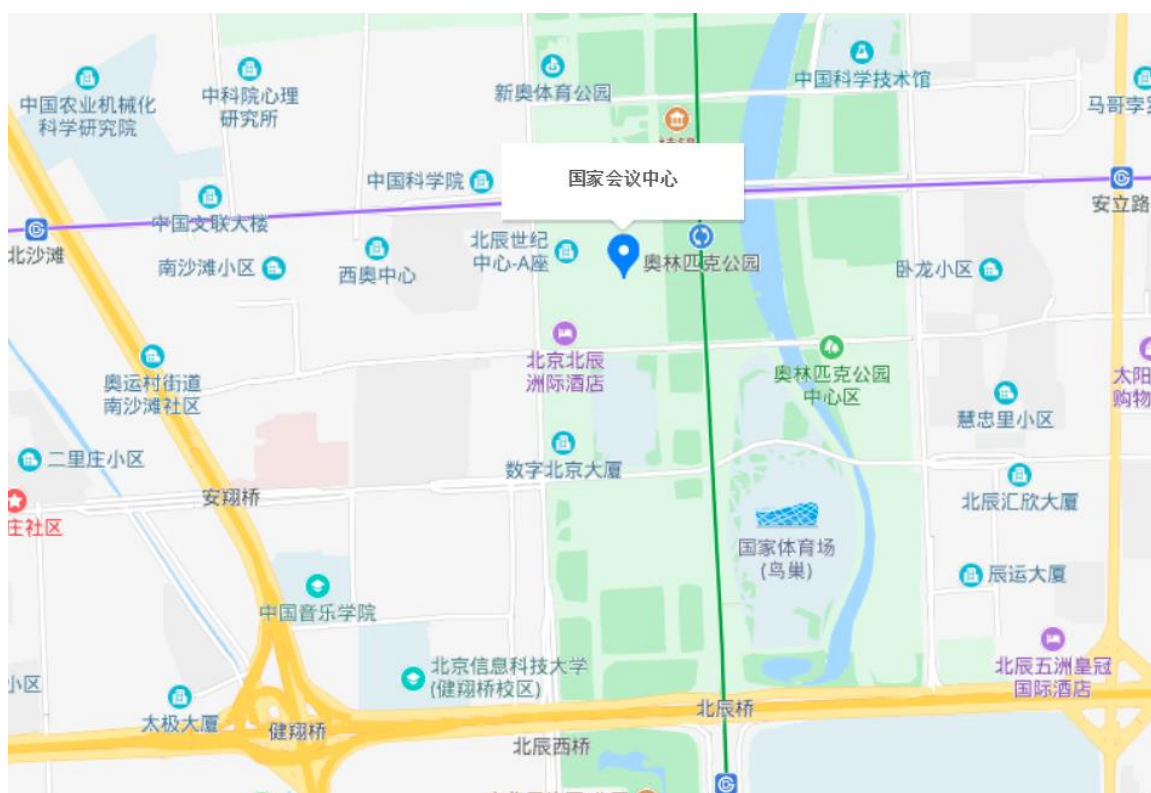 中国科学技术馆
新奥体育公园
中国农业机械化
科学研究院
中科院心理
研究所
马哥孛罗
国家会议中心
中国科学院
安立路
中国文联大楼
北沙滩
北辰世纪
中心-A座
奥林匹克公园
南沙滩小区
西奥中心
卧龙小区
北京北辰
洲际酒店
奥林匹克公园
中心区
太阳
购物
奥运村街道
南沙滩社区
慧忠里小区
二里庄小区
数字北京大厦
安翔桥
北辰汇欣大厦
庄社区
国家体育场
(鸟巢)
辰运大厦
中国音乐学院
北京信息科技大学
(健翔桥校区)
北辰五洲皇冠
国际酒店
小区
太极大厦
健翔桥
北辰桥
北辰西桥